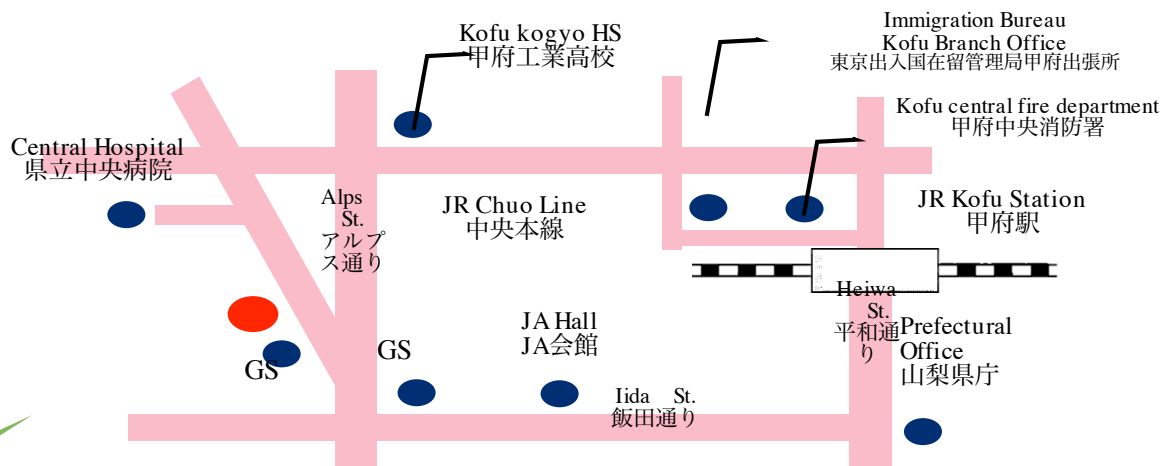 Immigration Bureau
Kofu Branch Office
東京出入国在留管理局甲府出張所
Kofu kogyo HS
甲府工業高校
Kofu central fire department
甲府中央消防署
Central Hospital
県立中央病院
Alps
St.
アルプ
ス通り
JR Chuo Line
中央本線
JR Kofu Station
甲府駅
Heiwa
St.
平和通
り
Prefectural
Office
山梨県庁
JA Hall
JA会館
GS
GS
Iida St.
飯田通り